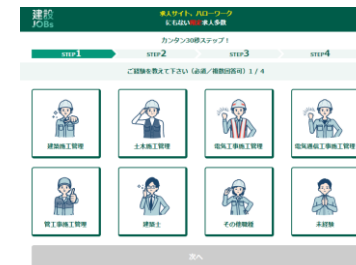 建設
JOBs
求人サイト、ハローワーク
にもない 求人多数
カンタン30秒ステップ！
STEP1
STEP2
STEP3
STEP4
ご経験を教えて下さい（必須／複数回答可）1 / 4
建築施工管理
土木施工管理
電気工事施工管理
電気通信工事施工管理
管工事施工管理
建築士
その他職種
未経験
次へ